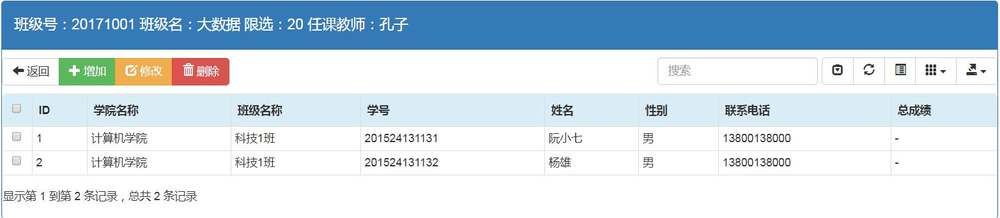 班级号：20171001 班级名：大数据 限选：20 任课教师：孔子
返回 增加 修改 删除 搜索
ID 学院名称 班级名称 学号 姓名 性别 联系电话 总成绩
1 计算机学院 科技1班 201524131131 阮小七 男 13800138000 -
2 计算机学院 科技1班 201524131132 杨雄 男 13800138000 -
显示第 1 到第 2 条记录，总共 2 条记录